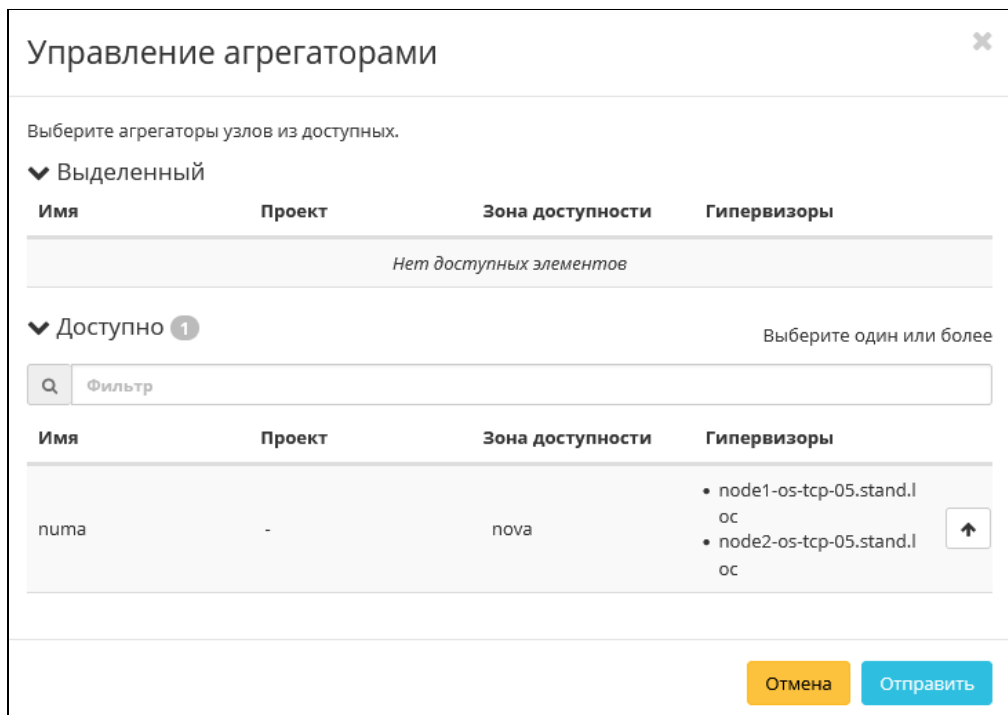 Управление агрегаторами
Выберите агрегаторы узлов из доступных.
Выделенный
Имя Проект Зона доступности Гипервизоры
Нет доступных элементов
Доступно 1
Выберите один или более
Фильтр
Имя Проект Зона доступности Гипервизоры
numa - nova
• node1-os-tcp-05.stand.l
oc
• node2-os-tcp-05.stand.l
oc
Отмена Отправить